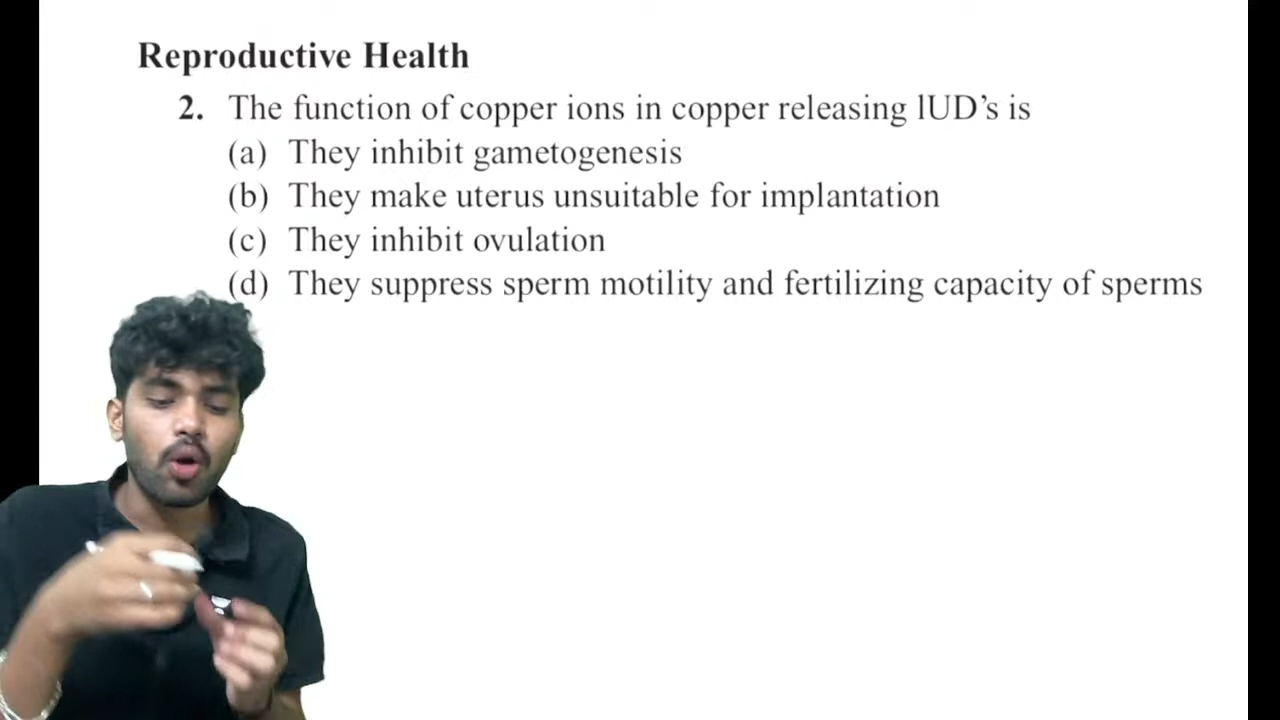 Reproductive Health
2. The function of copper ions in copper releasing lUD’s is
(a) They inhibit gametogenesis
(b) They make uterus unsuitable for implantation
(c) They inhibit ovulation
(d) They suppress sperm motility and fertilizing capacity of sperms